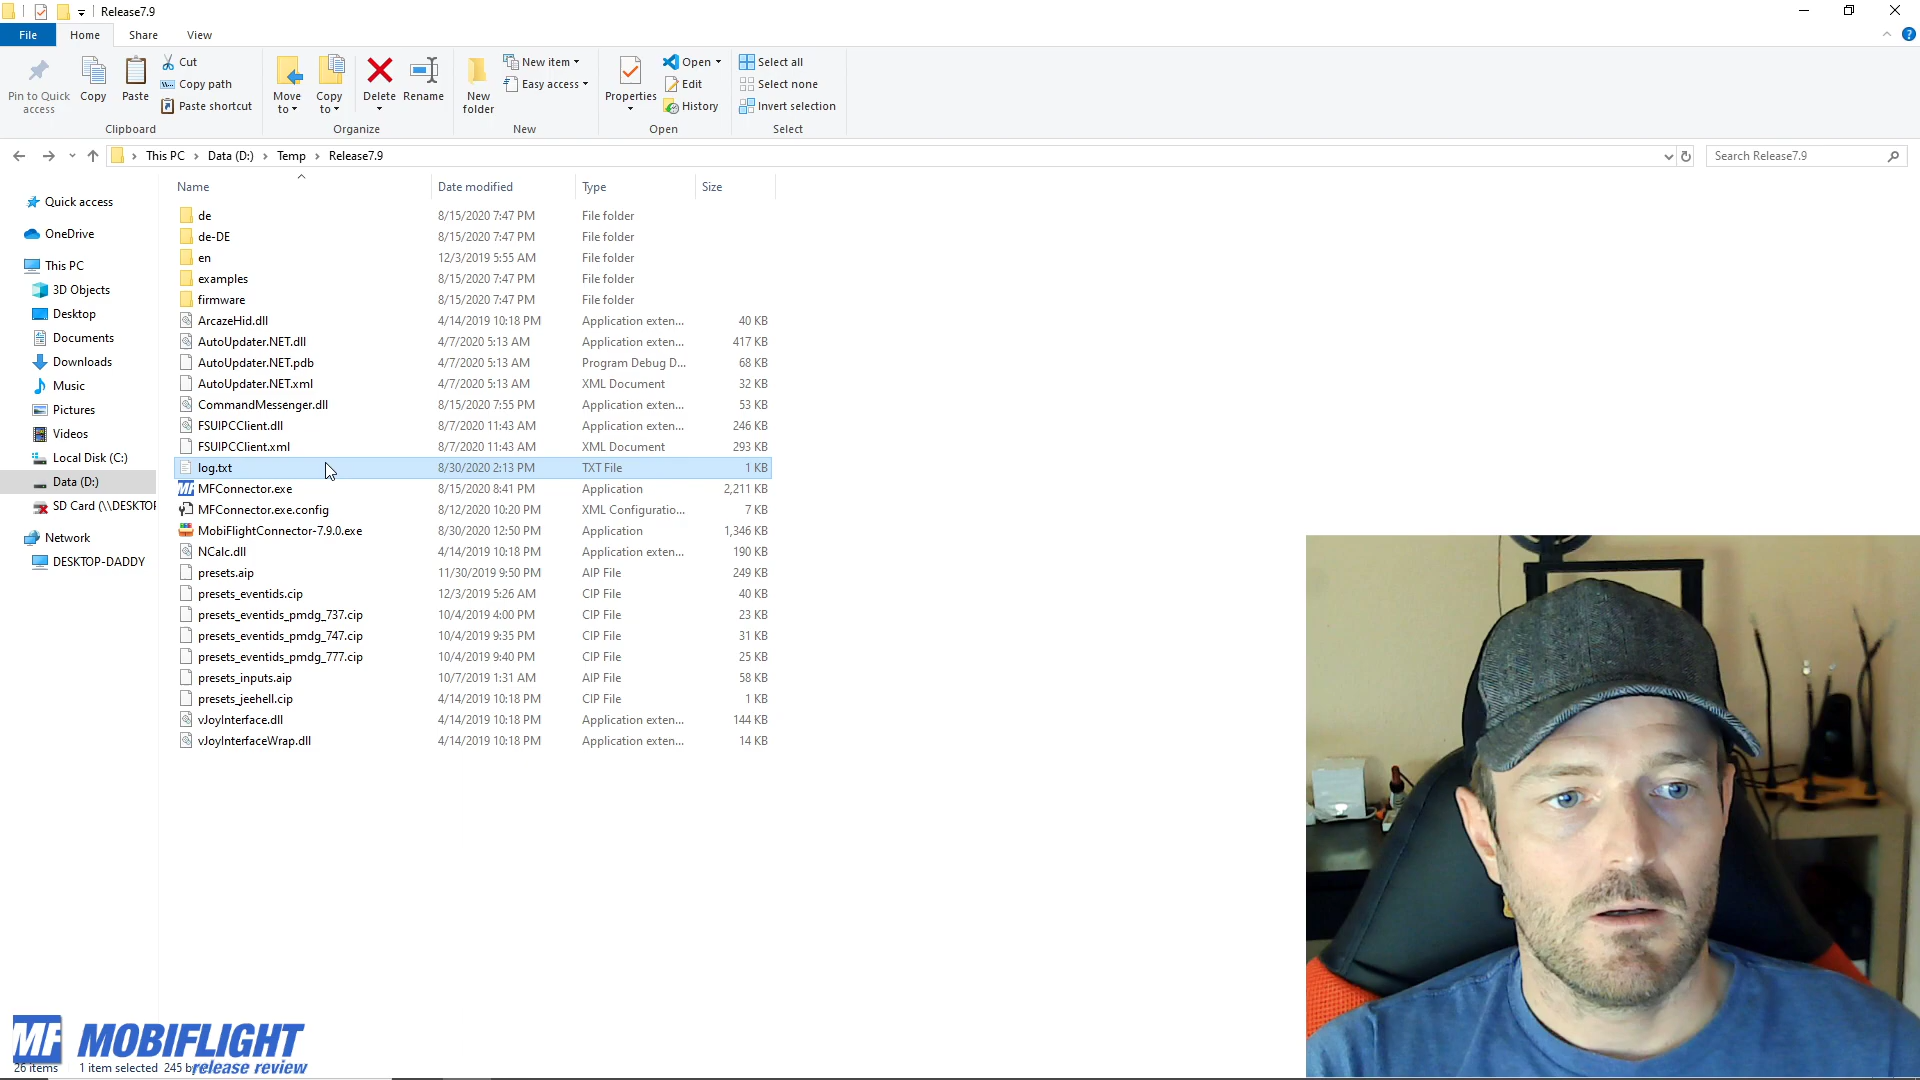 Release7.9
File Home Share View
Pin to Quick access
Copy
Paste
Cut
Copy path
Paste shortcut
Clipboard
Move to
Copy to
Delete
Rename
Organize
New folder
New item
Easy access
New
Properties
Open
Edit
History
Open
Select all
Select none
Invert selection
Select
This PC Data (D:) Temp Release7.9
Search Release7.9
Name Date modified Type Size
Quick access
OneDrive
This PC
3D Objects
Desktop
Documents
Downloads
Music
Pictures
Videos
Local Disk (C:)
Data (D:)
SD Card (\\DESKTOP
Network
DESKTOP-DADDY
de 8/15/2020 7:47 PM File folder
de-DE 8/15/2020 7:47 PM File folder
en 12/3/2019 5:55 AM File folder
examples 8/15/2020 7:47 PM File folder
firmware 8/15/2020 7:47 PM File folder
ArcazeHid.dll 4/14/2019 10:18 PM Application exten... 40 KB
AutoUpdater.NET.dll 4/7/2020 5:13 AM Application exten... 417 KB
AutoUpdater.NET.pdb 4/7/2020 5:13 AM Program Debug D... 68 KB
AutoUpdater.NET.xml 4/7/2020 5:13 AM XML Document 32 KB
CommandMessenger.dll 8/15/2020 7:55 PM Application exten... 53 KB
FSUIPCClient.dll 8/7/2020 11:43 AM Application exten... 246 KB
FSUIPCClient.xml 8/7/2020 11:43 AM XML Document 293 KB
log.txt 8/30/2020 2:13 PM TXT File 1 KB
MFConnector.exe 8/15/2020 8:41 PM Application 2,211 KB
MFConnector.exe.config 8/12/2020 10:20 PM XML Configuratio... 7 KB
MobiFlightConnector-7.9.0.exe 8/30/2020 12:50 PM Application 1,346 KB
NCalc.dll 4/14/2019 10:18 PM Application exten... 190 KB
presets.aip 11/30/2019 9:50 PM AIP File 249 KB
presets_eventids.cip 12/3/2019 5:26 AM CIP File 40 KB
presets_eventids_pmdg_737.cip 10/4/2019 4:00 PM CIP File 23 KB
presets_eventids_pmdg_747.cip 10/4/2019 9:35 PM CIP File 31 KB
presets_eventids_pmdg_777.cip 10/4/2019 9:40 PM CIP File 25 KB
presets_inputs.aip 10/7/2019 1:31 AM AIP File 58 KB
presets_jeehell.cip 4/14/2019 10:18 PM CIP File 1 KB
vJoyInterface.dll 4/14/2019 10:18 PM Application exten... 144 KB
vJoyInterfaceWrap.dll 4/14/2019 10:18 PM Application exten... 14 KB
MF MOBIFLIGHT
release review
26 items 1 item selected 245